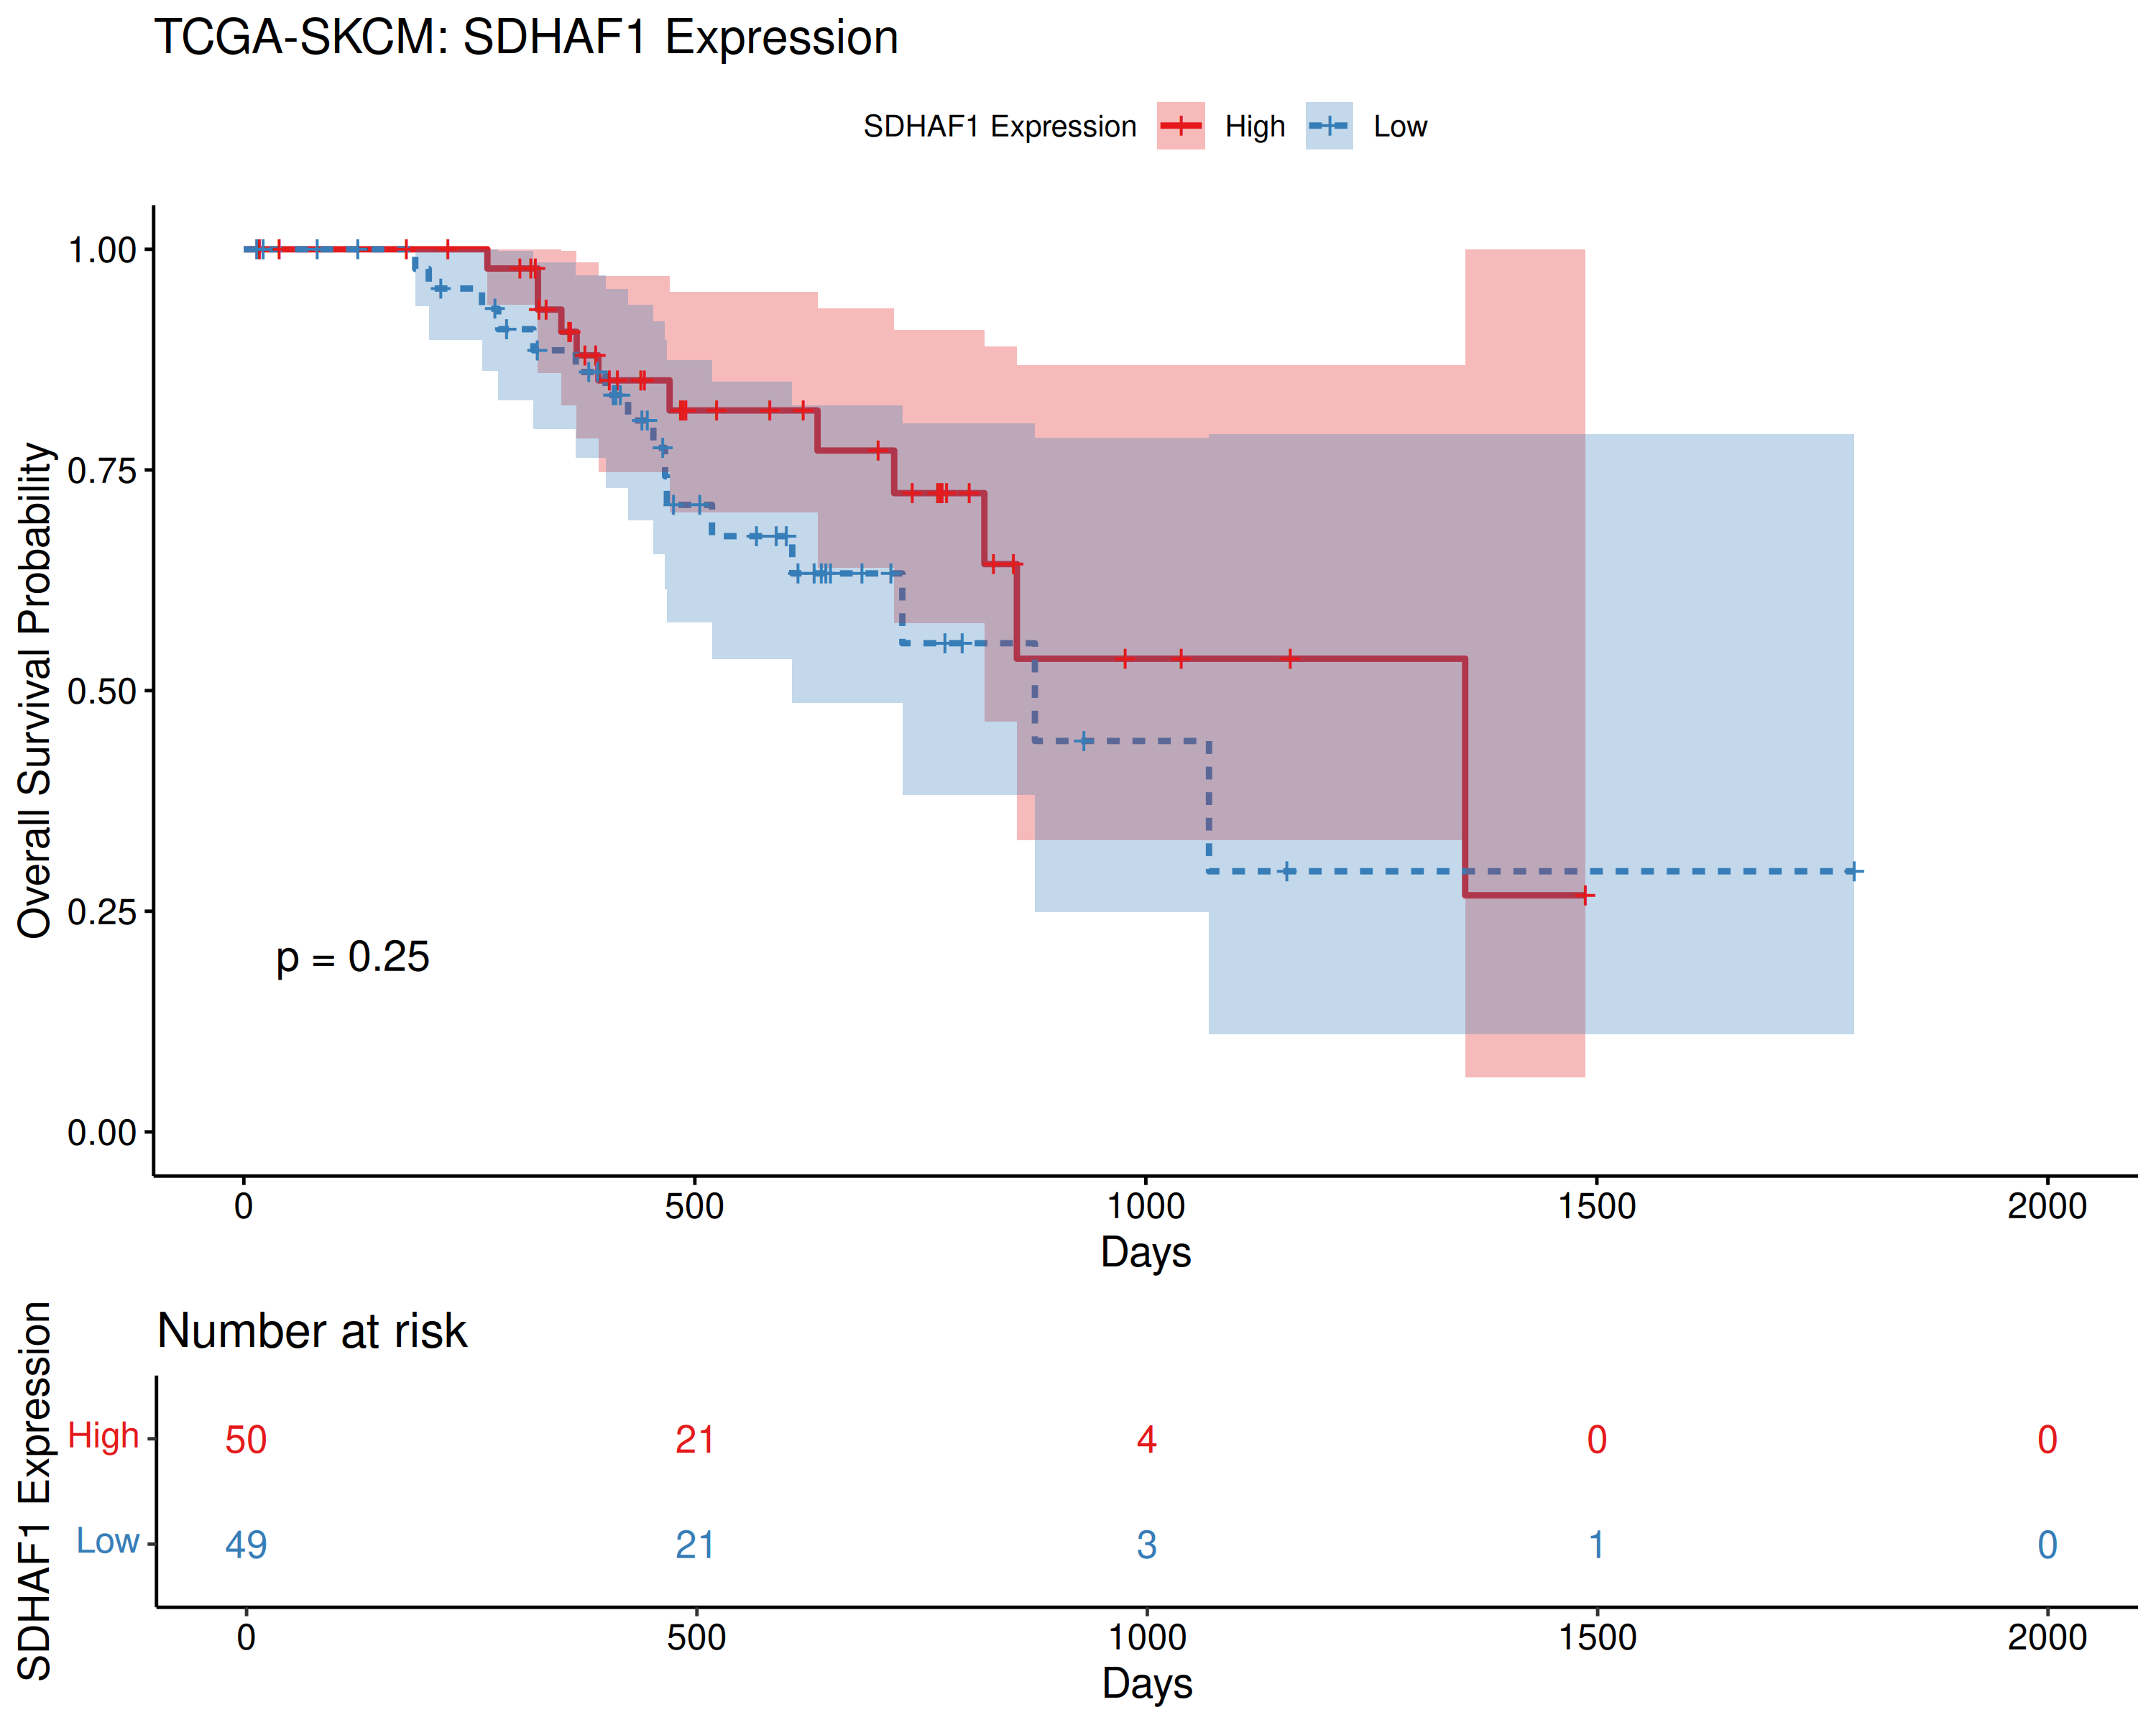 TCGA-SKCM: SDHAF1 Expression
SDHAF1 Expression High Low
Overall Survival Probability
1.00
0.75
0.50
0.25
0.00
p = 0.25
0 500 1000 1500 2000
Days
Number at risk
SDHAF1 Expression
High 50 21 4 0 0
Low 49 21 3 1 0
0 500 1000 1500 2000
Days